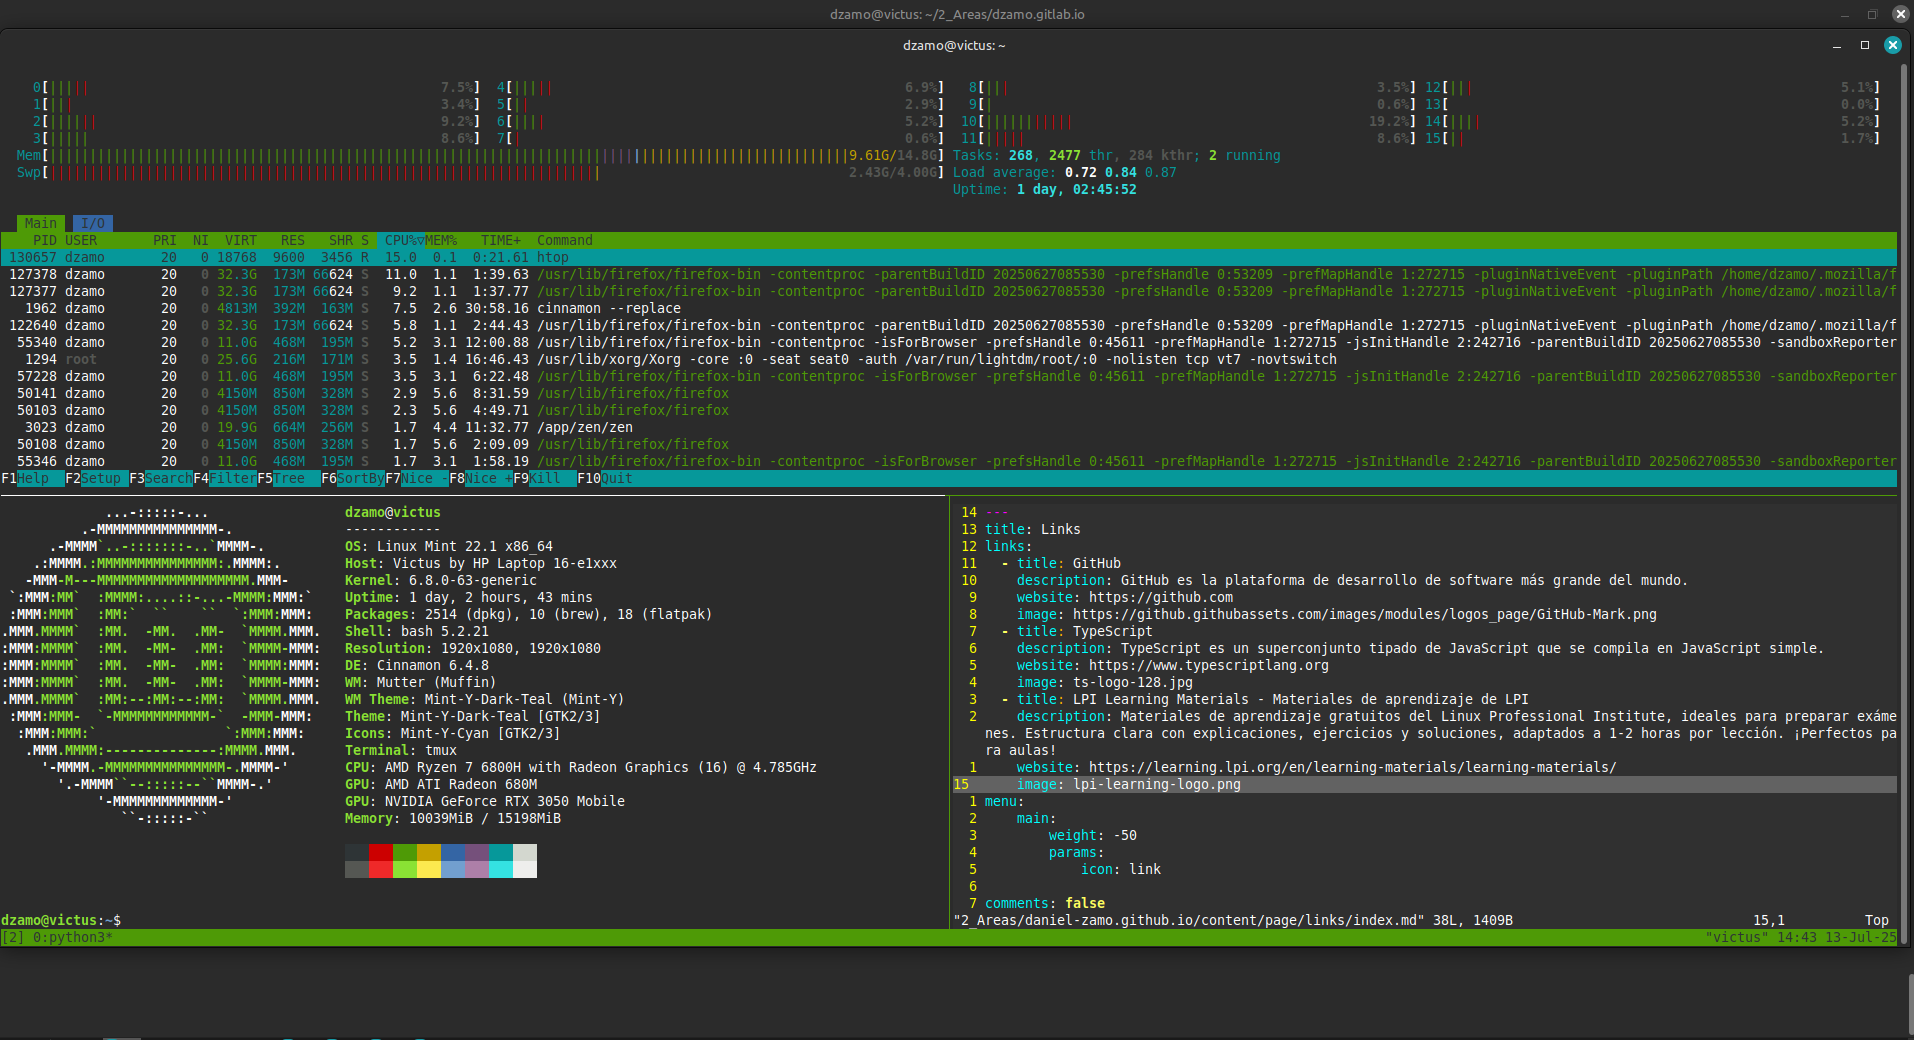 dzamo@victus: ~/2_Areas/dzamo.gitlab.io
dzamo@victus: ~
0[||||| 7.5%] 4[||||| 6.9%] 8[||| 3.5%] 12[||| 5.1%]
1[||| 3.4%] 5[|| 2.9%] 9[| 0.6%] 13[ 0.0%]
2[|||||| 9.2%] 6[|||| 5.2%] 10[||||||||||| 19.2%] 14[|||| 5.2%]
3[||||| 8.6%] 7[| 0.6%] 11[||||| 8.6%] 15[|| 1.7%]
Mem[ 9.61G/14.8G] Tasks: 268, 2477 thr, 284 kthr; 2 running
Swp[ 2.43G/4.00G] Load average: 0.72 0.84 0.87
Uptime: 1 day, 02:45:52
Main I/O
PID USER PRI NI VIRT RES SHR S CPU%▽MEM% TIME+ Command
130657 dzamo 20 0 18768 9600 3456 R 15.0 0.1 0:21.61 htop
127378 dzamo 20 0 32.3G 173M 66624 S 11.0 1.1 1:39.63 /usr/lib/firefox/firefox-bin -contentproc -parentBuildID 20250627085530 -prefsHandle 0:53209 -prefMapHandle 1:272715 -pluginNativeEvent -pluginPath /home/dzamo/.mozilla/f
127377 dzamo 20 0 32.3G 173M 66624 S 9.2 1.1 1:37.77 /usr/lib/firefox/firefox-bin -contentproc -parentBuildID 20250627085530 -prefsHandle 0:53209 -prefMapHandle 1:272715 -pluginNativeEvent -pluginPath /home/dzamo/.mozilla/f
1962 dzamo 20 0 4813M 392M 163M S 7.5 2.6 30:58.16 cinnamon --replace
122640 dzamo 20 0 32.3G 173M 66624 S 5.8 1.1 2:44.43 /usr/lib/firefox/firefox-bin -contentproc -parentBuildID 20250627085530 -prefsHandle 0:53209 -prefMapHandle 1:272715 -pluginNativeEvent -pluginPath /home/dzamo/.mozilla/f
55340 dzamo 20 0 11.0G 468M 195M S 5.2 3.1 12:00.88 /usr/lib/firefox/firefox-bin -contentproc -isForBrowser -prefsHandle 0:45611 -prefMapHandle 1:272715 -jsInitHandle 2:242716 -parentBuildID 20250627085530 -sandboxReporter
1294 root 20 0 25.6G 216M 171M S 3.5 1.4 16:46.43 /usr/lib/xorg/Xorg -core :0 -seat seat0 -auth /var/run/lightdm/root/:0 -nolisten tcp vt7 -novtswitch
57228 dzamo 20 0 11.0G 468M 195M S 3.5 3.1 6:22.48 /usr/lib/firefox/firefox-bin -contentproc -isForBrowser -prefsHandle 0:45611 -prefMapHandle 1:272715 -jsInitHandle 2:242716 -parentBuildID 20250627085530 -sandboxReporter
50141 dzamo 20 0 4150M 850M 328M S 2.9 5.6 8:31.59 /usr/lib/firefox/firefox
50103 dzamo 20 0 4150M 850M 328M S 2.3 5.6 4:49.71 /usr/lib/firefox/firefox
3023 dzamo 20 0 19.9G 664M 256M S 1.7 4.4 11:32.77 /app/zen/zen
50108 dzamo 20 0 4150M 850M 328M S 1.7 5.6 2:09.09 /usr/lib/firefox/firefox
55346 dzamo 20 0 11.0G 468M 195M S 1.7 3.1 1:58.19 /usr/lib/firefox/firefox-bin -contentproc -isForBrowser -prefsHandle 0:45611 -prefMapHandle 1:272715 -jsInitHandle 2:242716 -parentBuildID 20250627085530 -sandboxReporter
F1Help F2Setup F3SearchF4FilterF5Tree F6SortByF7Nice -F8Nice +F9Kill F10Quit
dzamo@victus
------------
OS: Linux Mint 22.1 x86_64
Host: Victus by HP Laptop 16-e1xxx
Kernel: 6.8.0-63-generic
Uptime: 1 day, 2 hours, 43 mins
Packages: 2514 (dpkg), 10 (brew), 18 (flatpak)
Shell: bash 5.2.21
Resolution: 1920x1080, 1920x1080
DE: Cinnamon 6.4.8
WM: Mutter (Muffin)
WM Theme: Mint-Y-Dark-Teal (Mint-Y)
Theme: Mint-Y-Dark-Teal [GTK2/3]
Icons: Mint-Y-Cyan [GTK2/3]
Terminal: tmux
CPU: AMD Ryzen 7 6800H with Radeon Graphics (16) @ 4.785GHz
GPU: AMD ATI Radeon 680M
GPU: NVIDIA GeForce RTX 3050 Mobile
Memory: 10039MiB / 15198MiB
dzamo@victus:~$
14 ---
13 title: Links
12 links:
11 - title: GitHub
10 description: GitHub es la plataforma de desarrollo de software más grande del mundo.
9 website: https://github.com
8 image: https://github.githubassets.com/images/modules/logos_page/GitHub-Mark.png
7 - title: TypeScript
6 description: TypeScript es un superconjunto tipado de JavaScript que se compila en JavaScript simple.
5 website: https://www.typescriptlang.org
4 image: ts-logo-128.jpg
3 - title: LPI Learning Materials - Materiales de aprendizaje de LPI
2 description: Materiales de aprendizaje gratuitos del Linux Professional Institute, ideales para preparar exáme
nes. Estructura clara con explicaciones, ejercicios y soluciones, adaptados a 1-2 horas por lección. ¡Perfectos pa
ra aulas!
1 website: https://learning.lpi.org/en/learning-materials/learning-materials/
15 image: lpi-learning-logo.png
1 menu:
2 main:
3 weight: -50
4 params:
5 icon: link
6
7 comments: false
"2_Areas/daniel-zamo.github.io/content/page/links/index.md" 38L, 1409B 15,1 Top
[2] 0:python3* "victus" 14:43 13-Jul-25